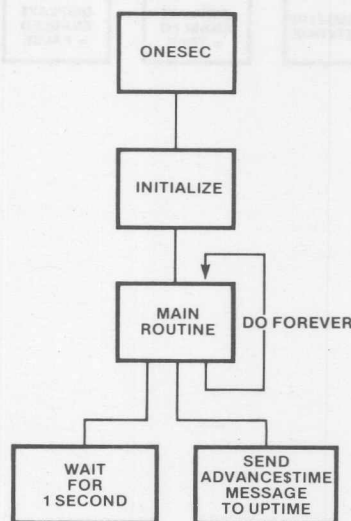 ONESEC
INITIALIZE
MAIN
ROUTINE
DO FOREVER
WAIT
FOR
1 SECOND
SEND
ADVANCE$TIME
MESSAGE
TO UPTIME